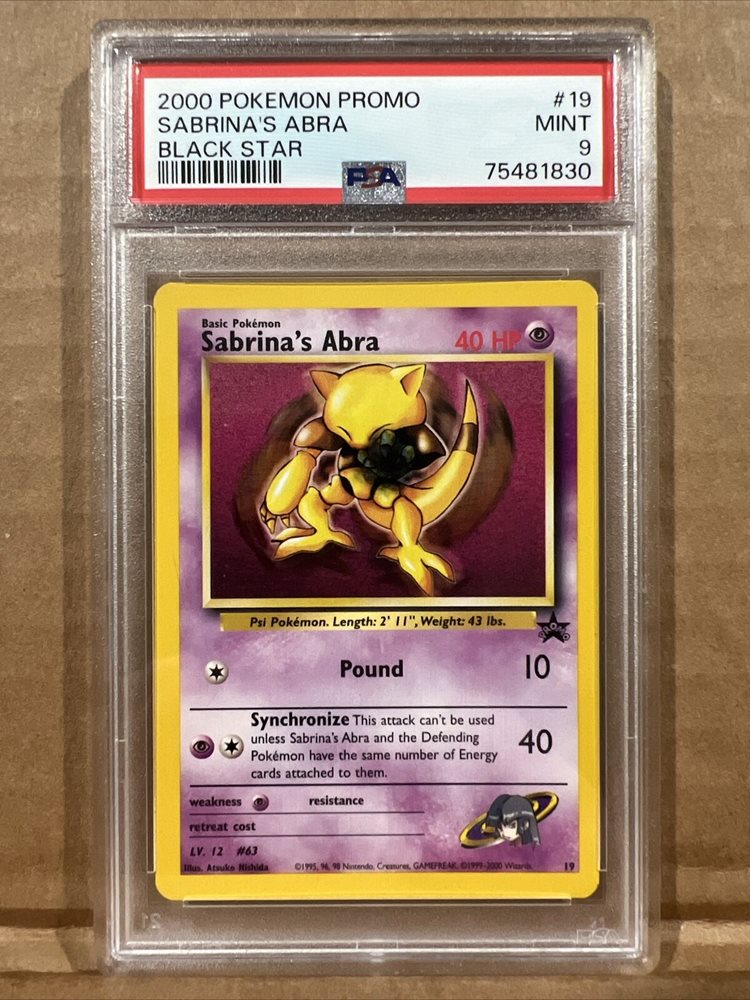 2000 POKEMON PROMO #19
SABRINA'S ABRA MINT
BLACK STAR 9
PSA 75481830
Basic Pokémon
Sabrina's Abra 40 HP
Psi Pokémon. Length: 2' 11", Weight: 43 lbs.
PROMO
Pound 10
Synchronize This attack can't be used
unless Sabrina's Abra and the Defending
Pokémon have the same number of Energy
cards attached to them.
40
weakness resistance
retreat cost
LV. 12 #63
Illus. Atsuko Nishida ©1995, 96, 98 Nintendo, Creatures, GAMEFREAK. ©1999-2000 Wizards. 19